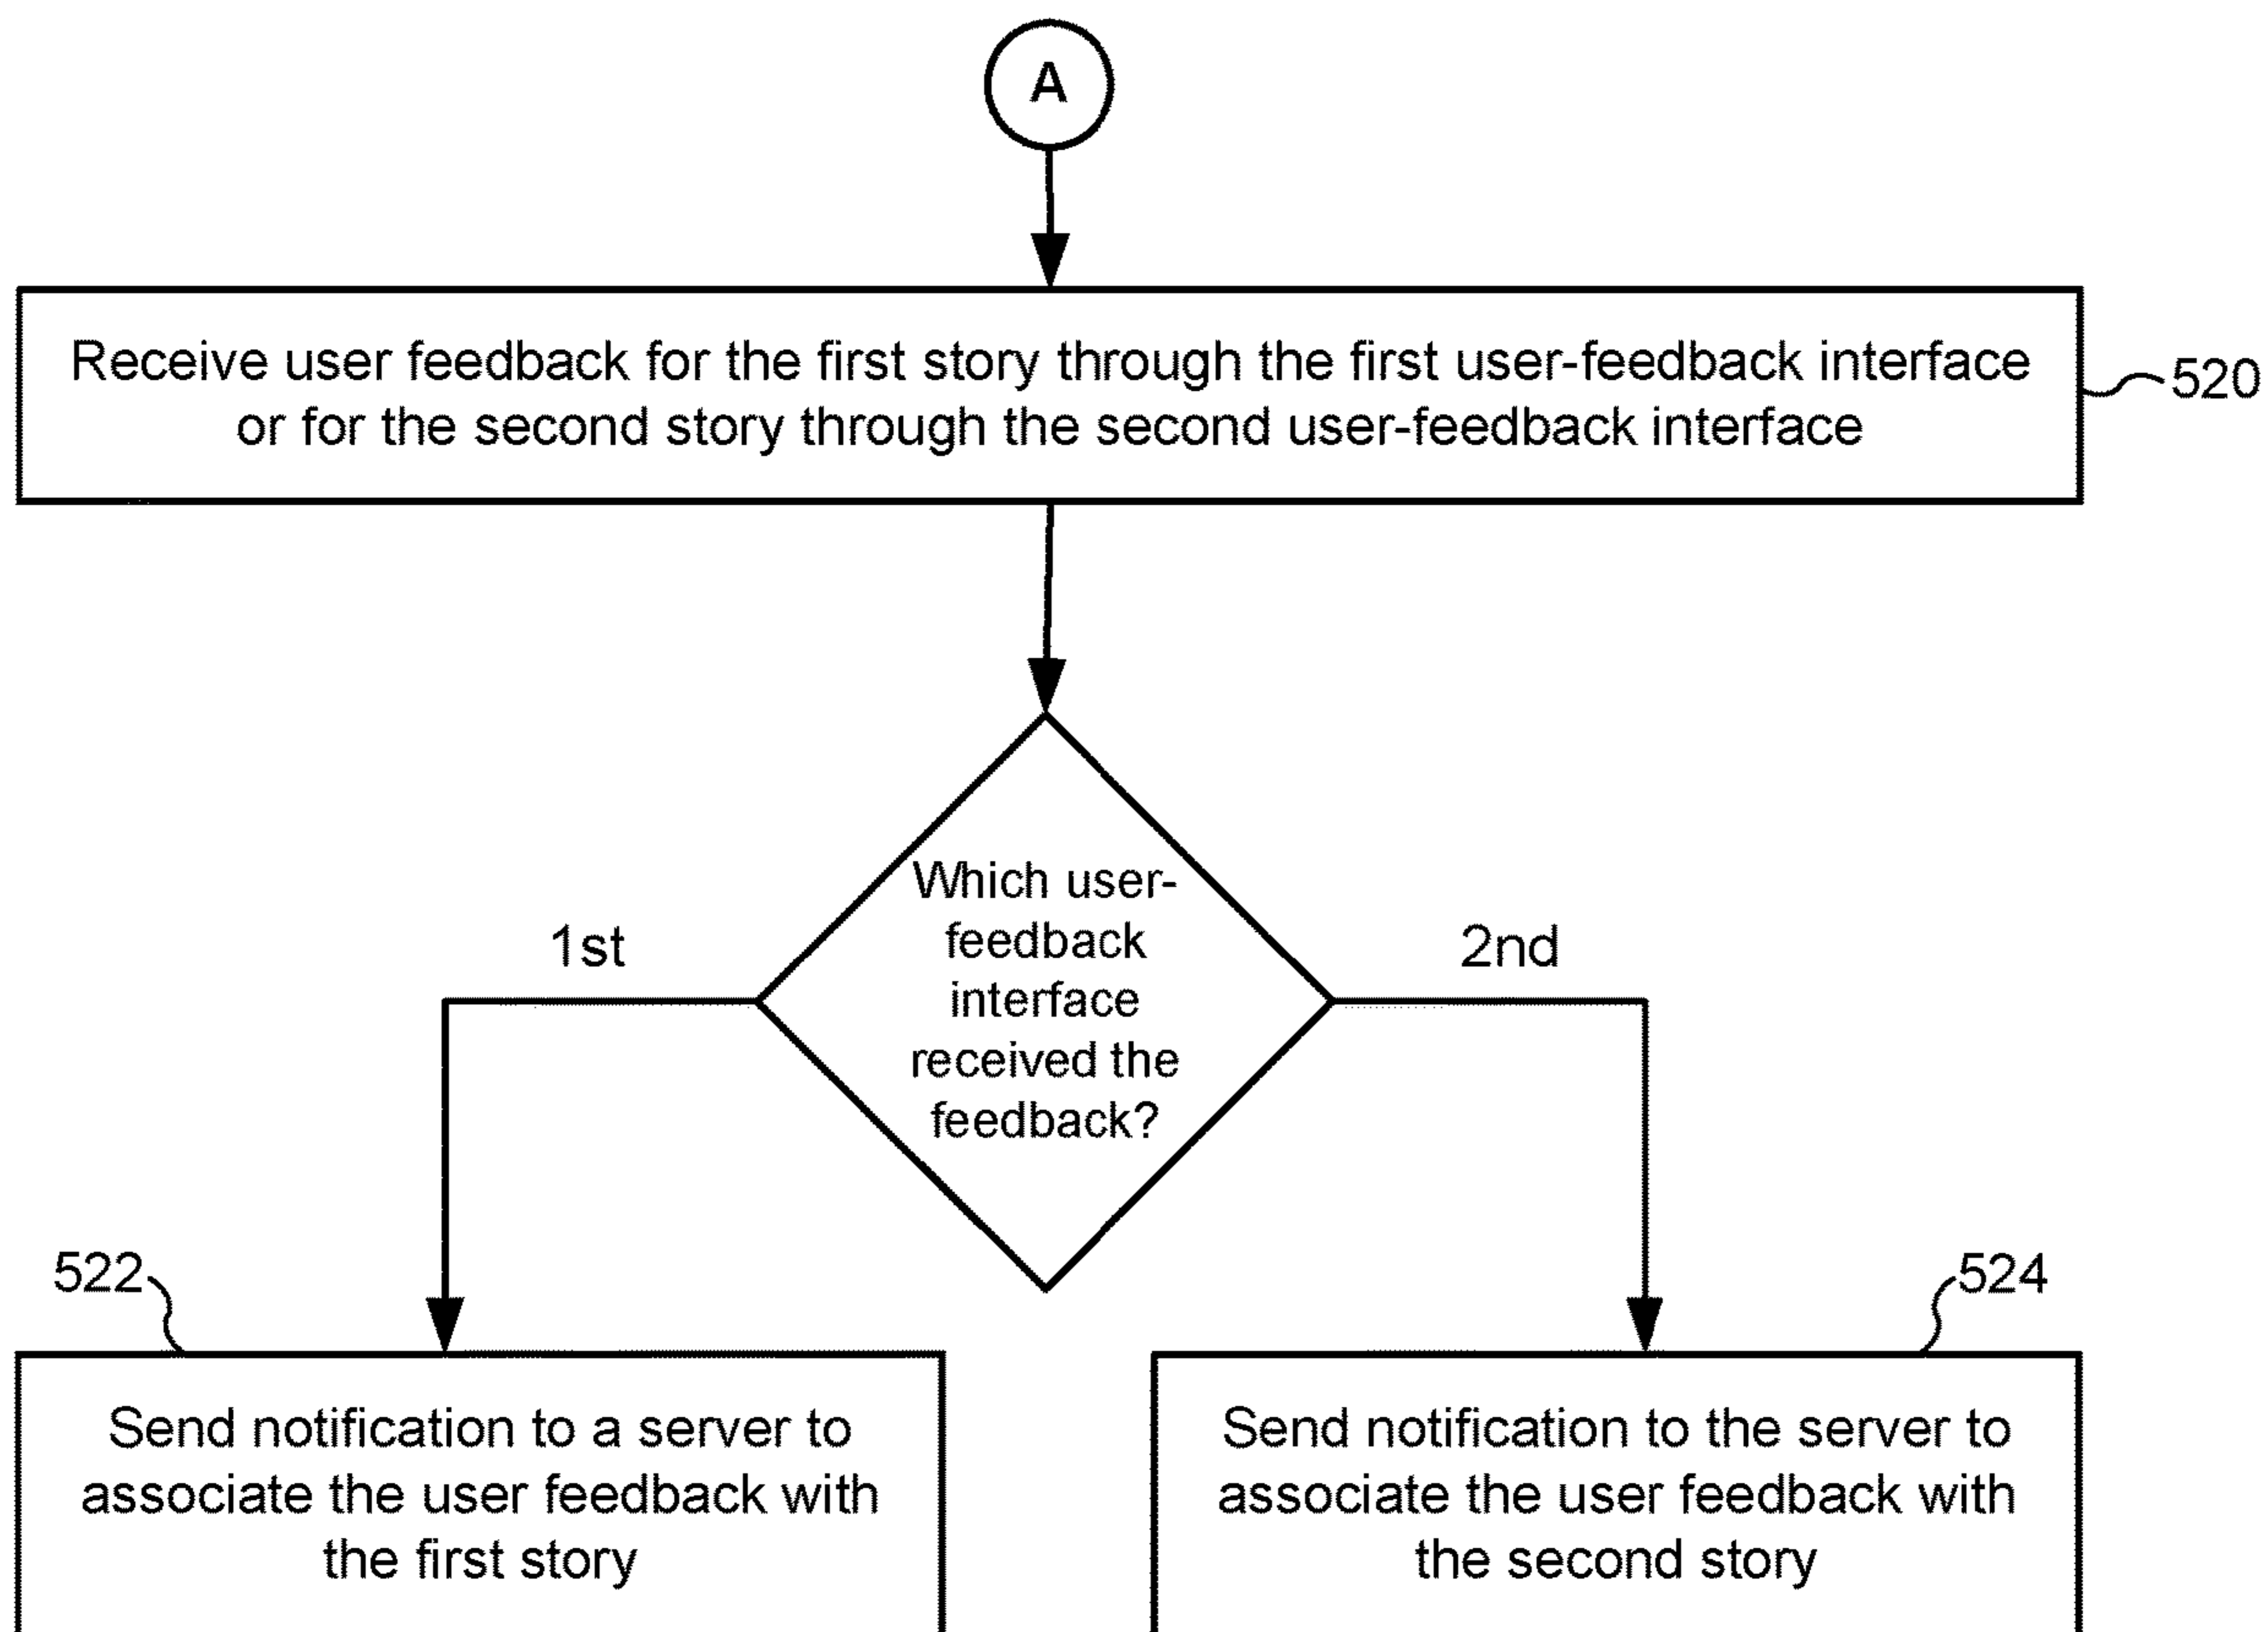 A
Receive user feedback for the first story through the first user-feedback interface
or for the second story through the second user-feedback interface
520
Which user-
feedback
interface
received the
feedback?
1st
2nd
522
524
Send notification to a server to
associate the user feedback with
the first story
Send notification to the server to
associate the user feedback with
the second story